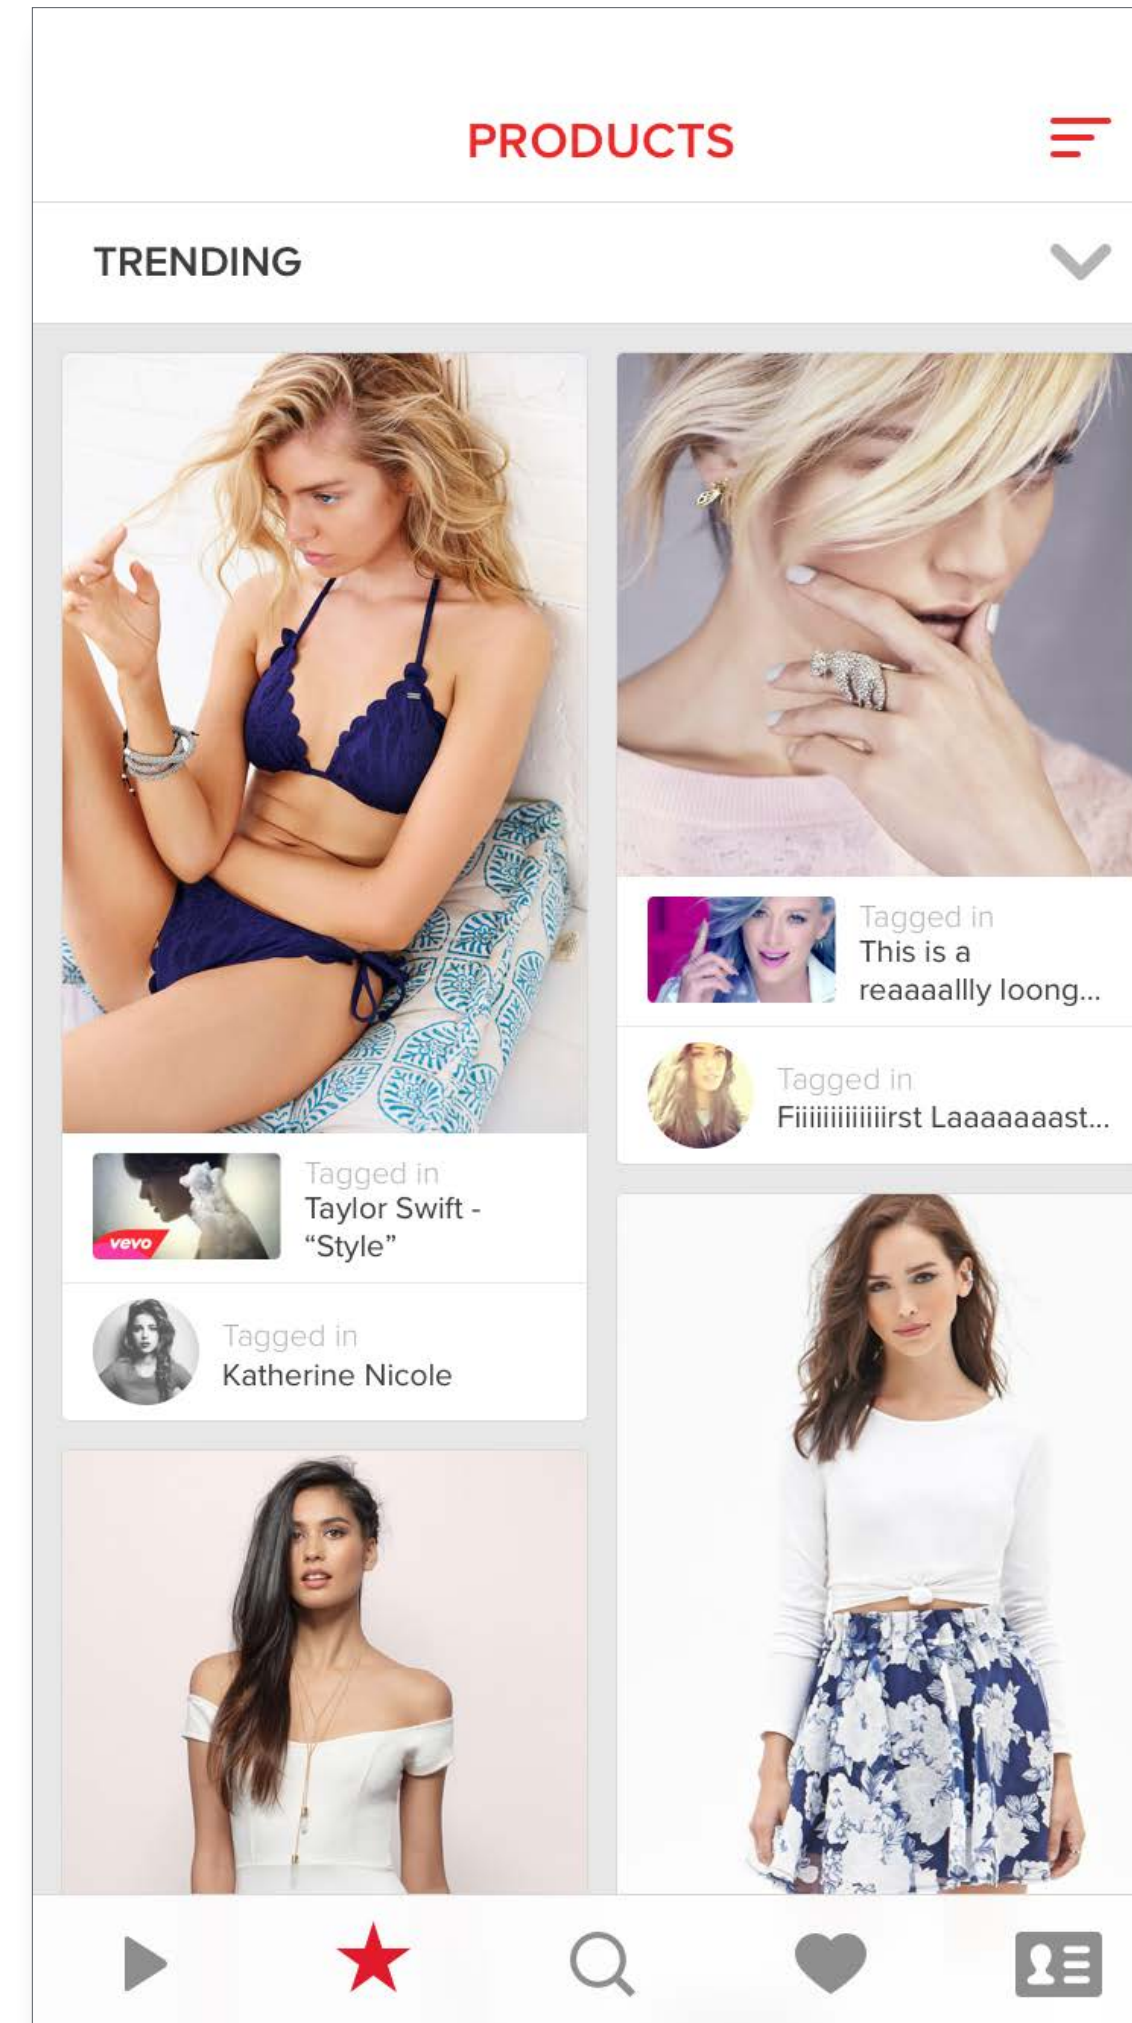 PRODUCTS
TRENDING
Tagged in
Taylor Swift -
“Style”
vevo
Tagged in
Katherine Nicole
Tagged in
This is a
reaaaallly loong...
Tagged in
Fiiiiiiiiiiiiirst Laaaaaaast...